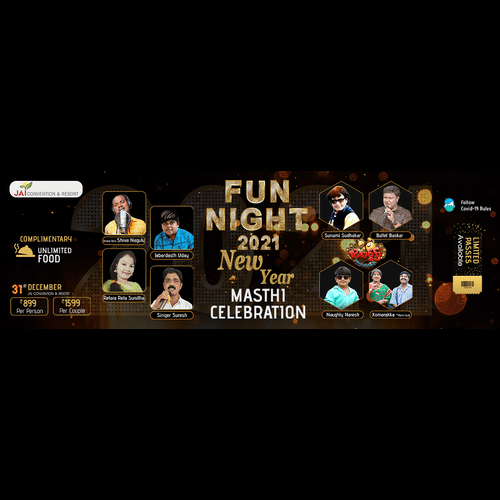 JAI CONVENTION & RESORT
COMPLIMENTARY
UNLIMITED
FOOD
31ST DECEMBER
JAI CONVENTION & RESORT
₹899
Per Person
₹1599
Per Couple
Shiva Nagulu
Jabardasth Uday
Relare Rela Sunitha
Singer Suresh
FUN
NIGHT
2021
New
Year
MASTHI
CELEBRATION
Sunami Sudhakar
Bullet Baskar
Naughty Naresh
Komarakka
Follow
Covid-19 Rules
LIMITED
PASSES
Available